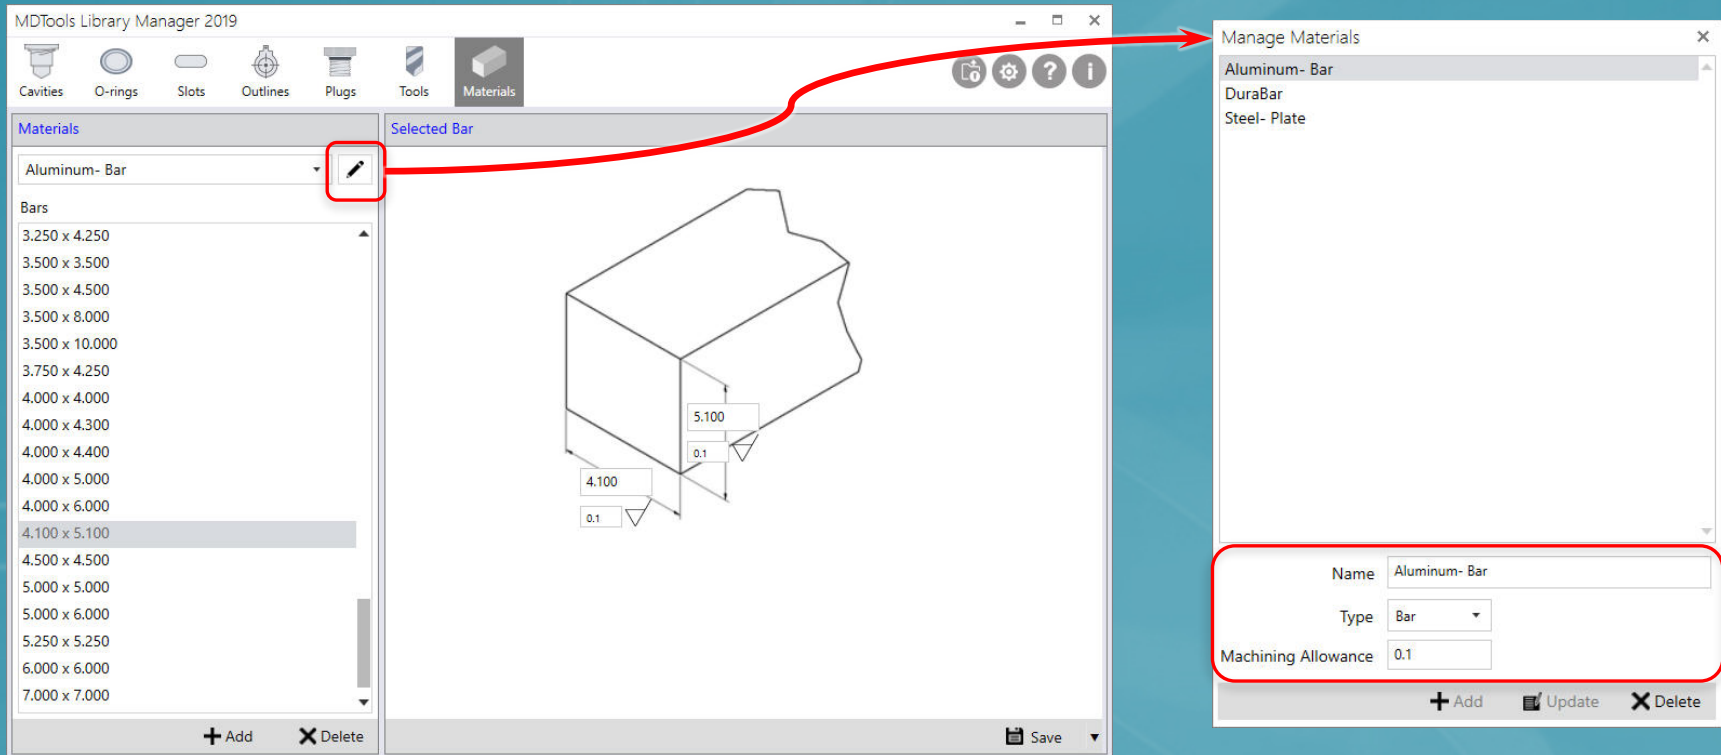 MDTools Library Manager 2019
Cavities
O-rings
Slots
Outlines
Plugs
Tools
Materials
Materials
Aluminum- Bar
Bars
3.250 x 4.250
3.500 x 3.500
3.500 x 4.500
3.500 x 8.000
3.500 x 10.000
3.750 x 4.250
4.000 x 4.000
4.000 x 4.300
4.000 x 4.400
4.000 x 5.000
4.000 x 6.000
4.100 x 5.100
4.500 x 4.500
5.000 x 5.000
5.000 x 6.000
5.250 x 5.250
6.000 x 6.000
7.000 x 7.000
Add
Delete
Selected Bar
5.100
0.1
4.100
0.1
Save
Manage Materials
Aluminum- Bar
DuraBar
Steel- Plate
Name
Aluminum- Bar
Type
Bar
Machining Allowance
0.1
Add
Update
Delete